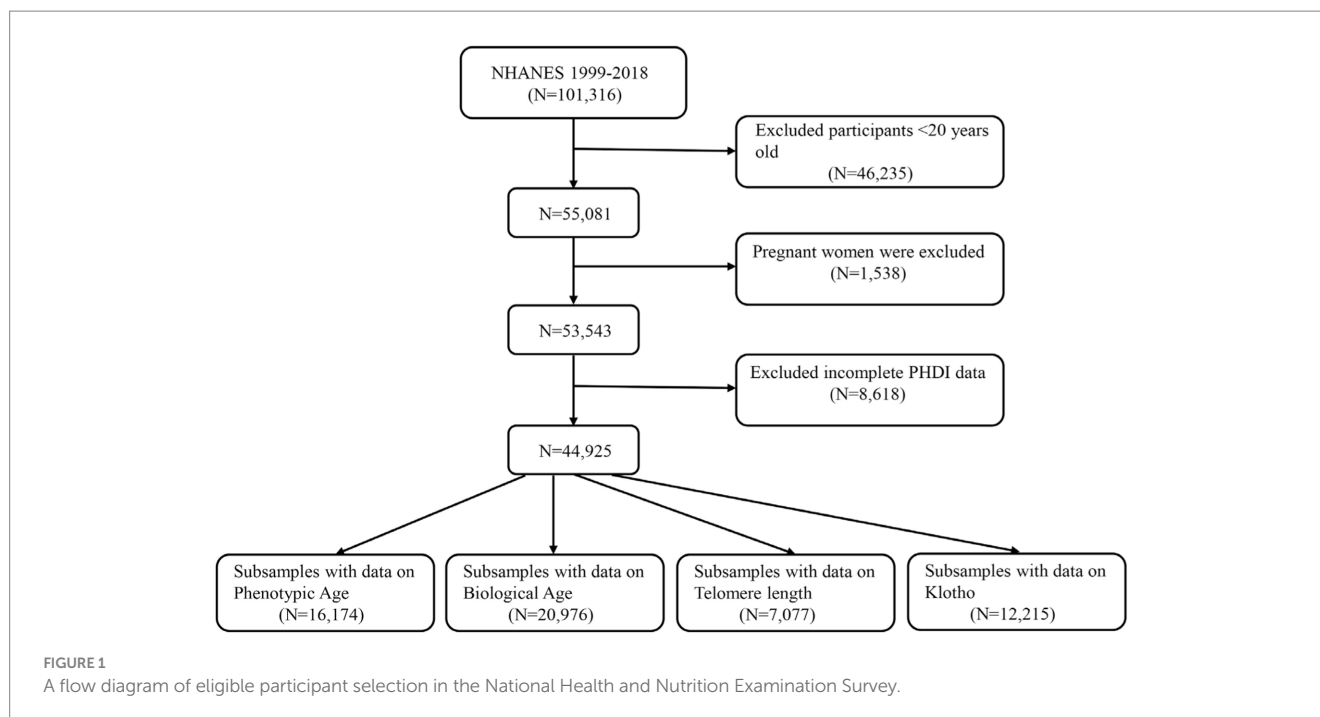 NHANES 1999-2018
(N=101,316)
Excluded participants <20 years
old
(N=46,235)
N=55,081
Pregnant women were excluded
(N=1,538)
N=53,543
Excluded incomplete PHDI data
(N=8,618)
N=44,925
Subsamples with data on
Phenotypic Age
(N=16,174)
Subsamples with data on
Biological Age
(N=20,976)
Subsamples with data on
Telomere length
(N=7,077)
Subsamples with data on
Klotho
(N=12,215)
FIGURE 1
A flow diagram of eligible participant selection in the National Health and Nutrition Examination Survey.